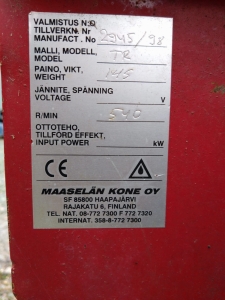 VALMISTUS N:O
TILLVERKN. Nr
MANUFACT. No 2945/98
MALLI, MODELL,
MODEL TR
PAINO, VIKT.
WEIGHT 145
JÄNNITE, SPÄNNING
VOLTAGE V
R/MIN 540
OTTOTEHO,
TILLFÖRD EFFEKT,
INPUT POWER kW
CE
MAASELÄN KONE OY
SF 85800 HAAPAJÄRVI
RAJAKATU 6, FINLAND
TEL. NAT. 08-772 7300 F 772 7320
INTERNAT. 358-8-772 7300